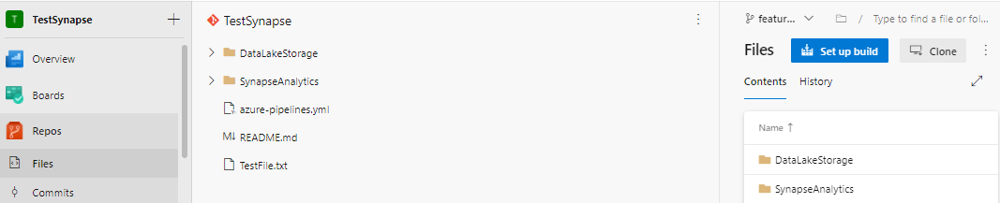 T TestSynapse
Overview
Boards
Repos
Files
Commits
TestSynapse
DataLakeStorage
SynapseAnalytics
azure-pipelines.yml
M↓ README.md
TestFile.txt
featur... / Type to find a file or fol...
Files Set up build Clone
Contents History
Name ↑
DataLakeStorage
SynapseAnalytics